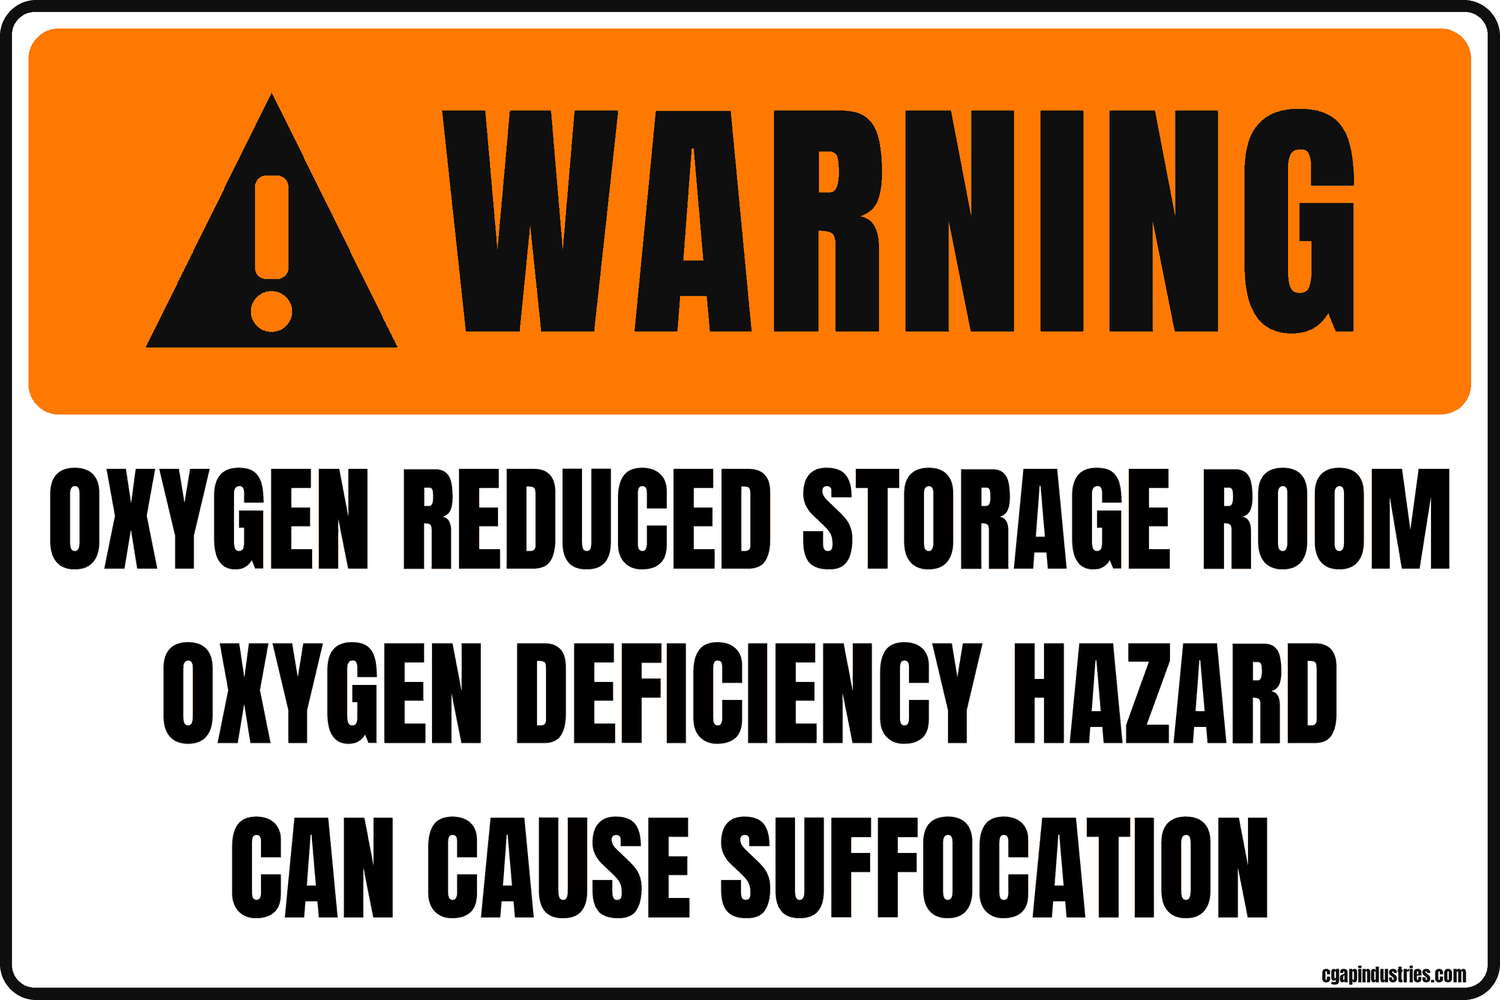 WARNING
OXYGEN REDUCED STORAGE ROOM
OXYGEN DEFICIENCY HAZARD
CAN CAUSE SUFFOCATION
cgapindustries.com